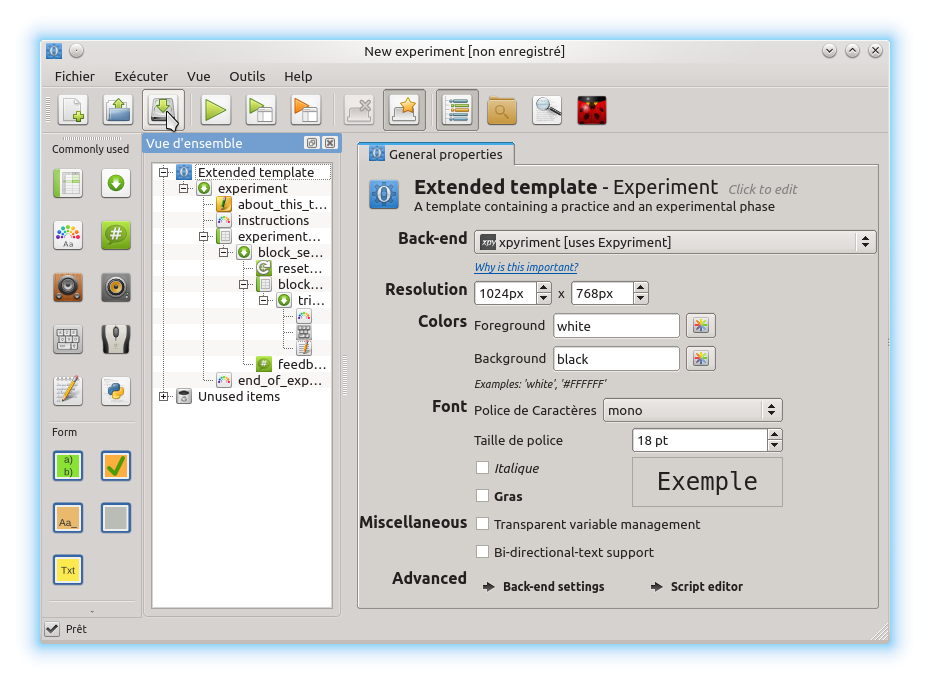 New experiment [non enregistré]
Fichier Exécuter Vue Outils Help
Commonly used
Vue d'ensemble
General properties
Extended template
experiment
about_this_t...
instructions
experiment...
block_se...
reset...
block...
tri...
feedb...
end_of_exp...
Unused items
Aa
Form
a)
b)
Aa_
Txt
Extended template - Experiment Click to edit
A template containing a practice and an experimental phase
Back-end xpy xpyriment [uses Expyriment]
Why is this important?
Resolution 1024px x 768px
Colors Foreground white
Background black
Examples: 'white', '#FFFFFF'
Font Police de Caractères mono
Taille de police 18 pt
Italique
Exemple
Gras
Miscellaneous Transparent variable management
Bi-directional-text support
Advanced Back-end settings Script editor
Prêt